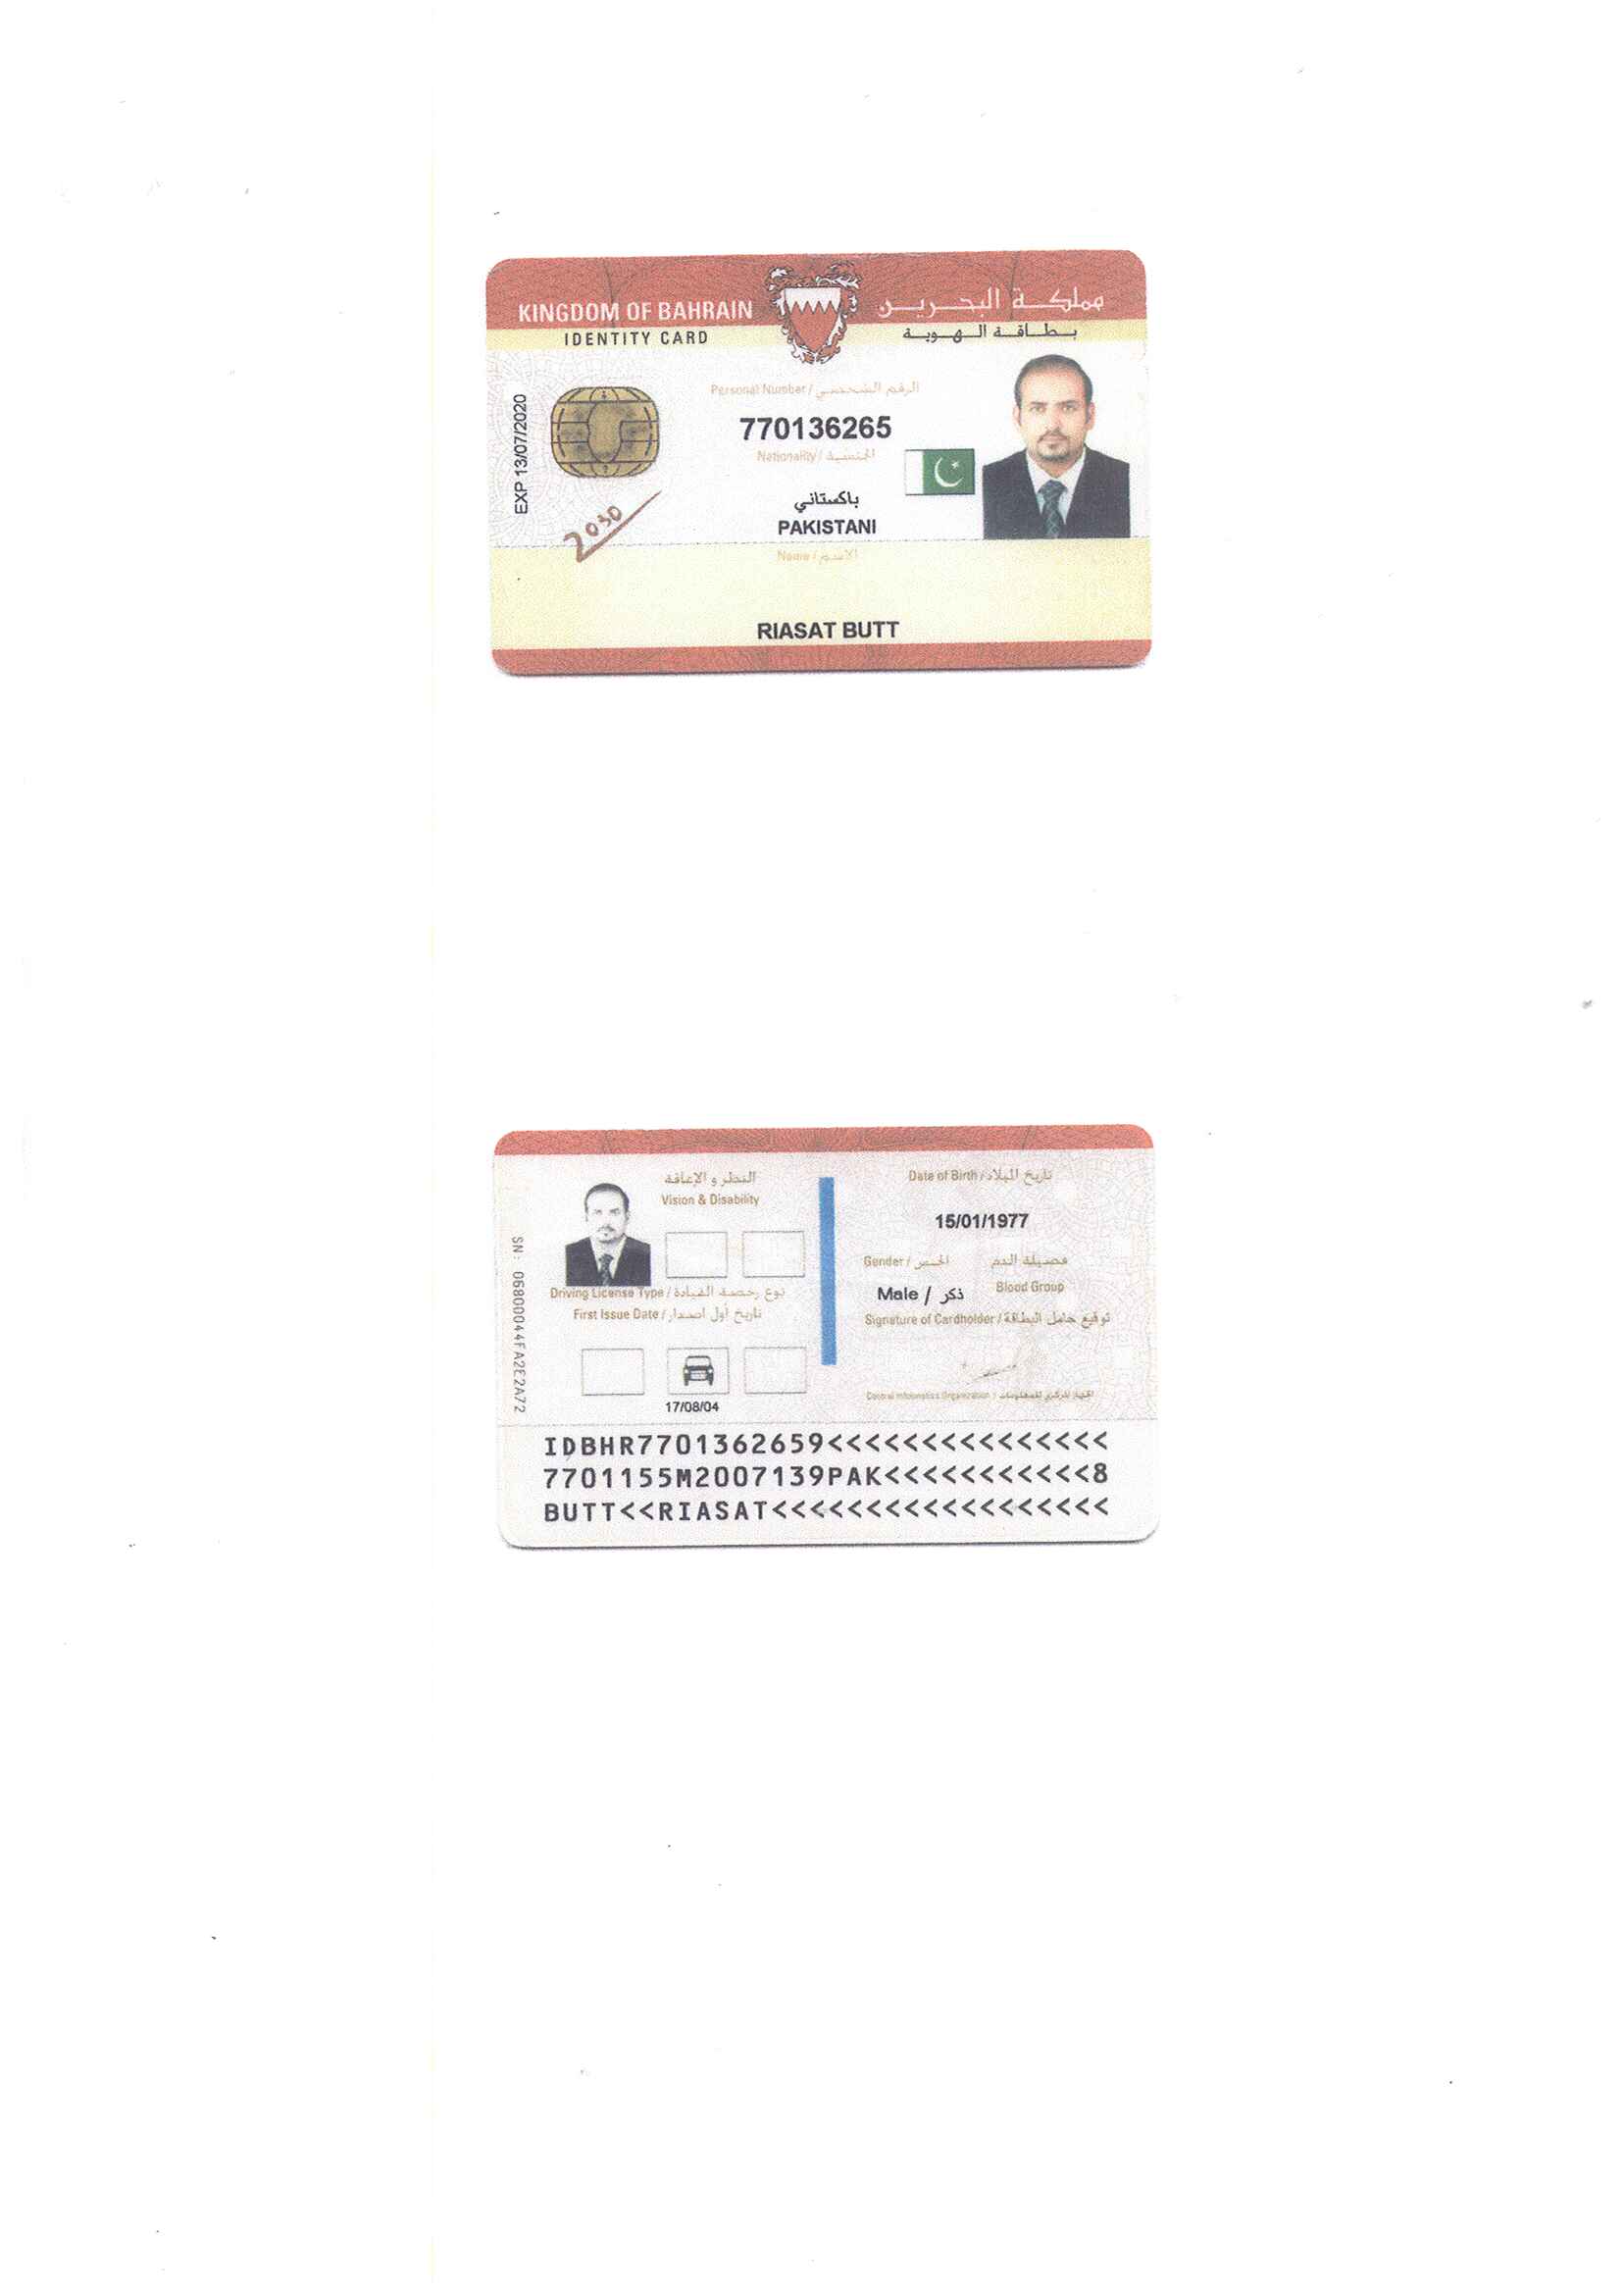 KINGDOM OF BAHRAIN مملكة البحرين
IDENTITY CARD بطاقة الهوية
Personal Number / الرقم الشخصي
770136265
Nationality / الجنسية
باكستاني
PAKISTANI
EXP 13/07/2020
2030
Name / الاسم
RIASAT BUTT
النظر و الإعاقة
Vision & Disability
Driving License Type / نوع رخصة القيادة
First Issue Date / تاريخ أول اصدار
17/08/04
SN: 06800044FA2E2A72
Date of Birth / تاريخ الميلاد
15/01/1977
Gender / الجنس فصيلة الدم
Male / ذكر Blood Group
Signature of Cardholder / توقيع حامل البطاقة
Central Informatics Organization / الجهاز المركزي للمعلومات
IDBHR7701362659<<<<<<<<<<<<<<<
7701155M2007139PAK<<<<<<<<<<<8
BUTT<<RIASAT<<<<<<<<<<<<<<<<<<